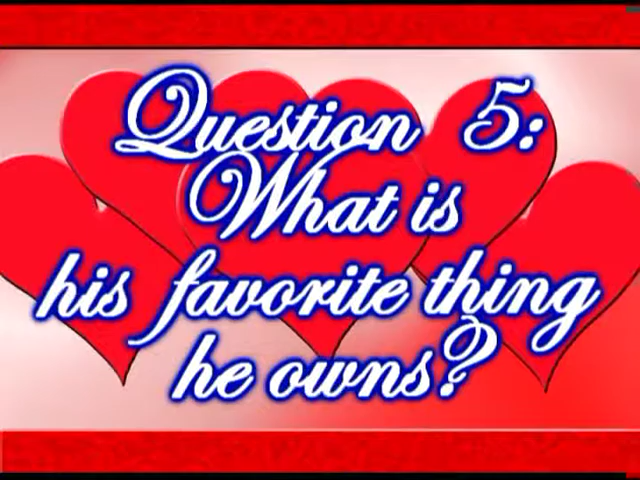 Question 5:
What is
his favorite thing
he owns?